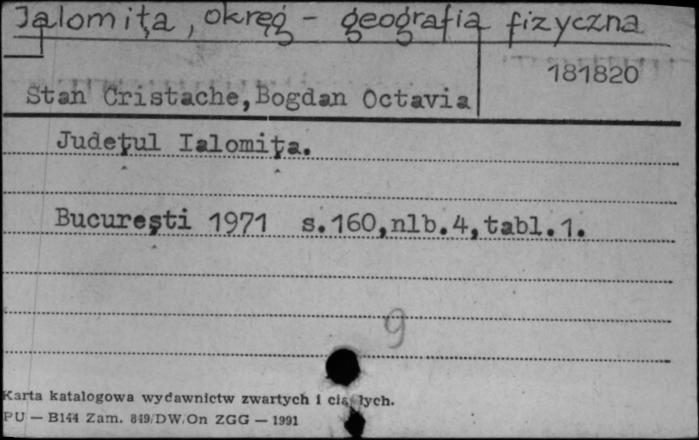 Jalomiţa, okręg - geografia fizyczna
181820
Stan Cristache, Bogdan Octavia
Judeţul Ialomiţa.
Bucureşti 1971 s.160,nlb.4,tabl.1.
9
Karta katalogowa wydawnictw zwartych i ciągłych.
PU — B144 Zam. 849/DW/On ZGG — 1991